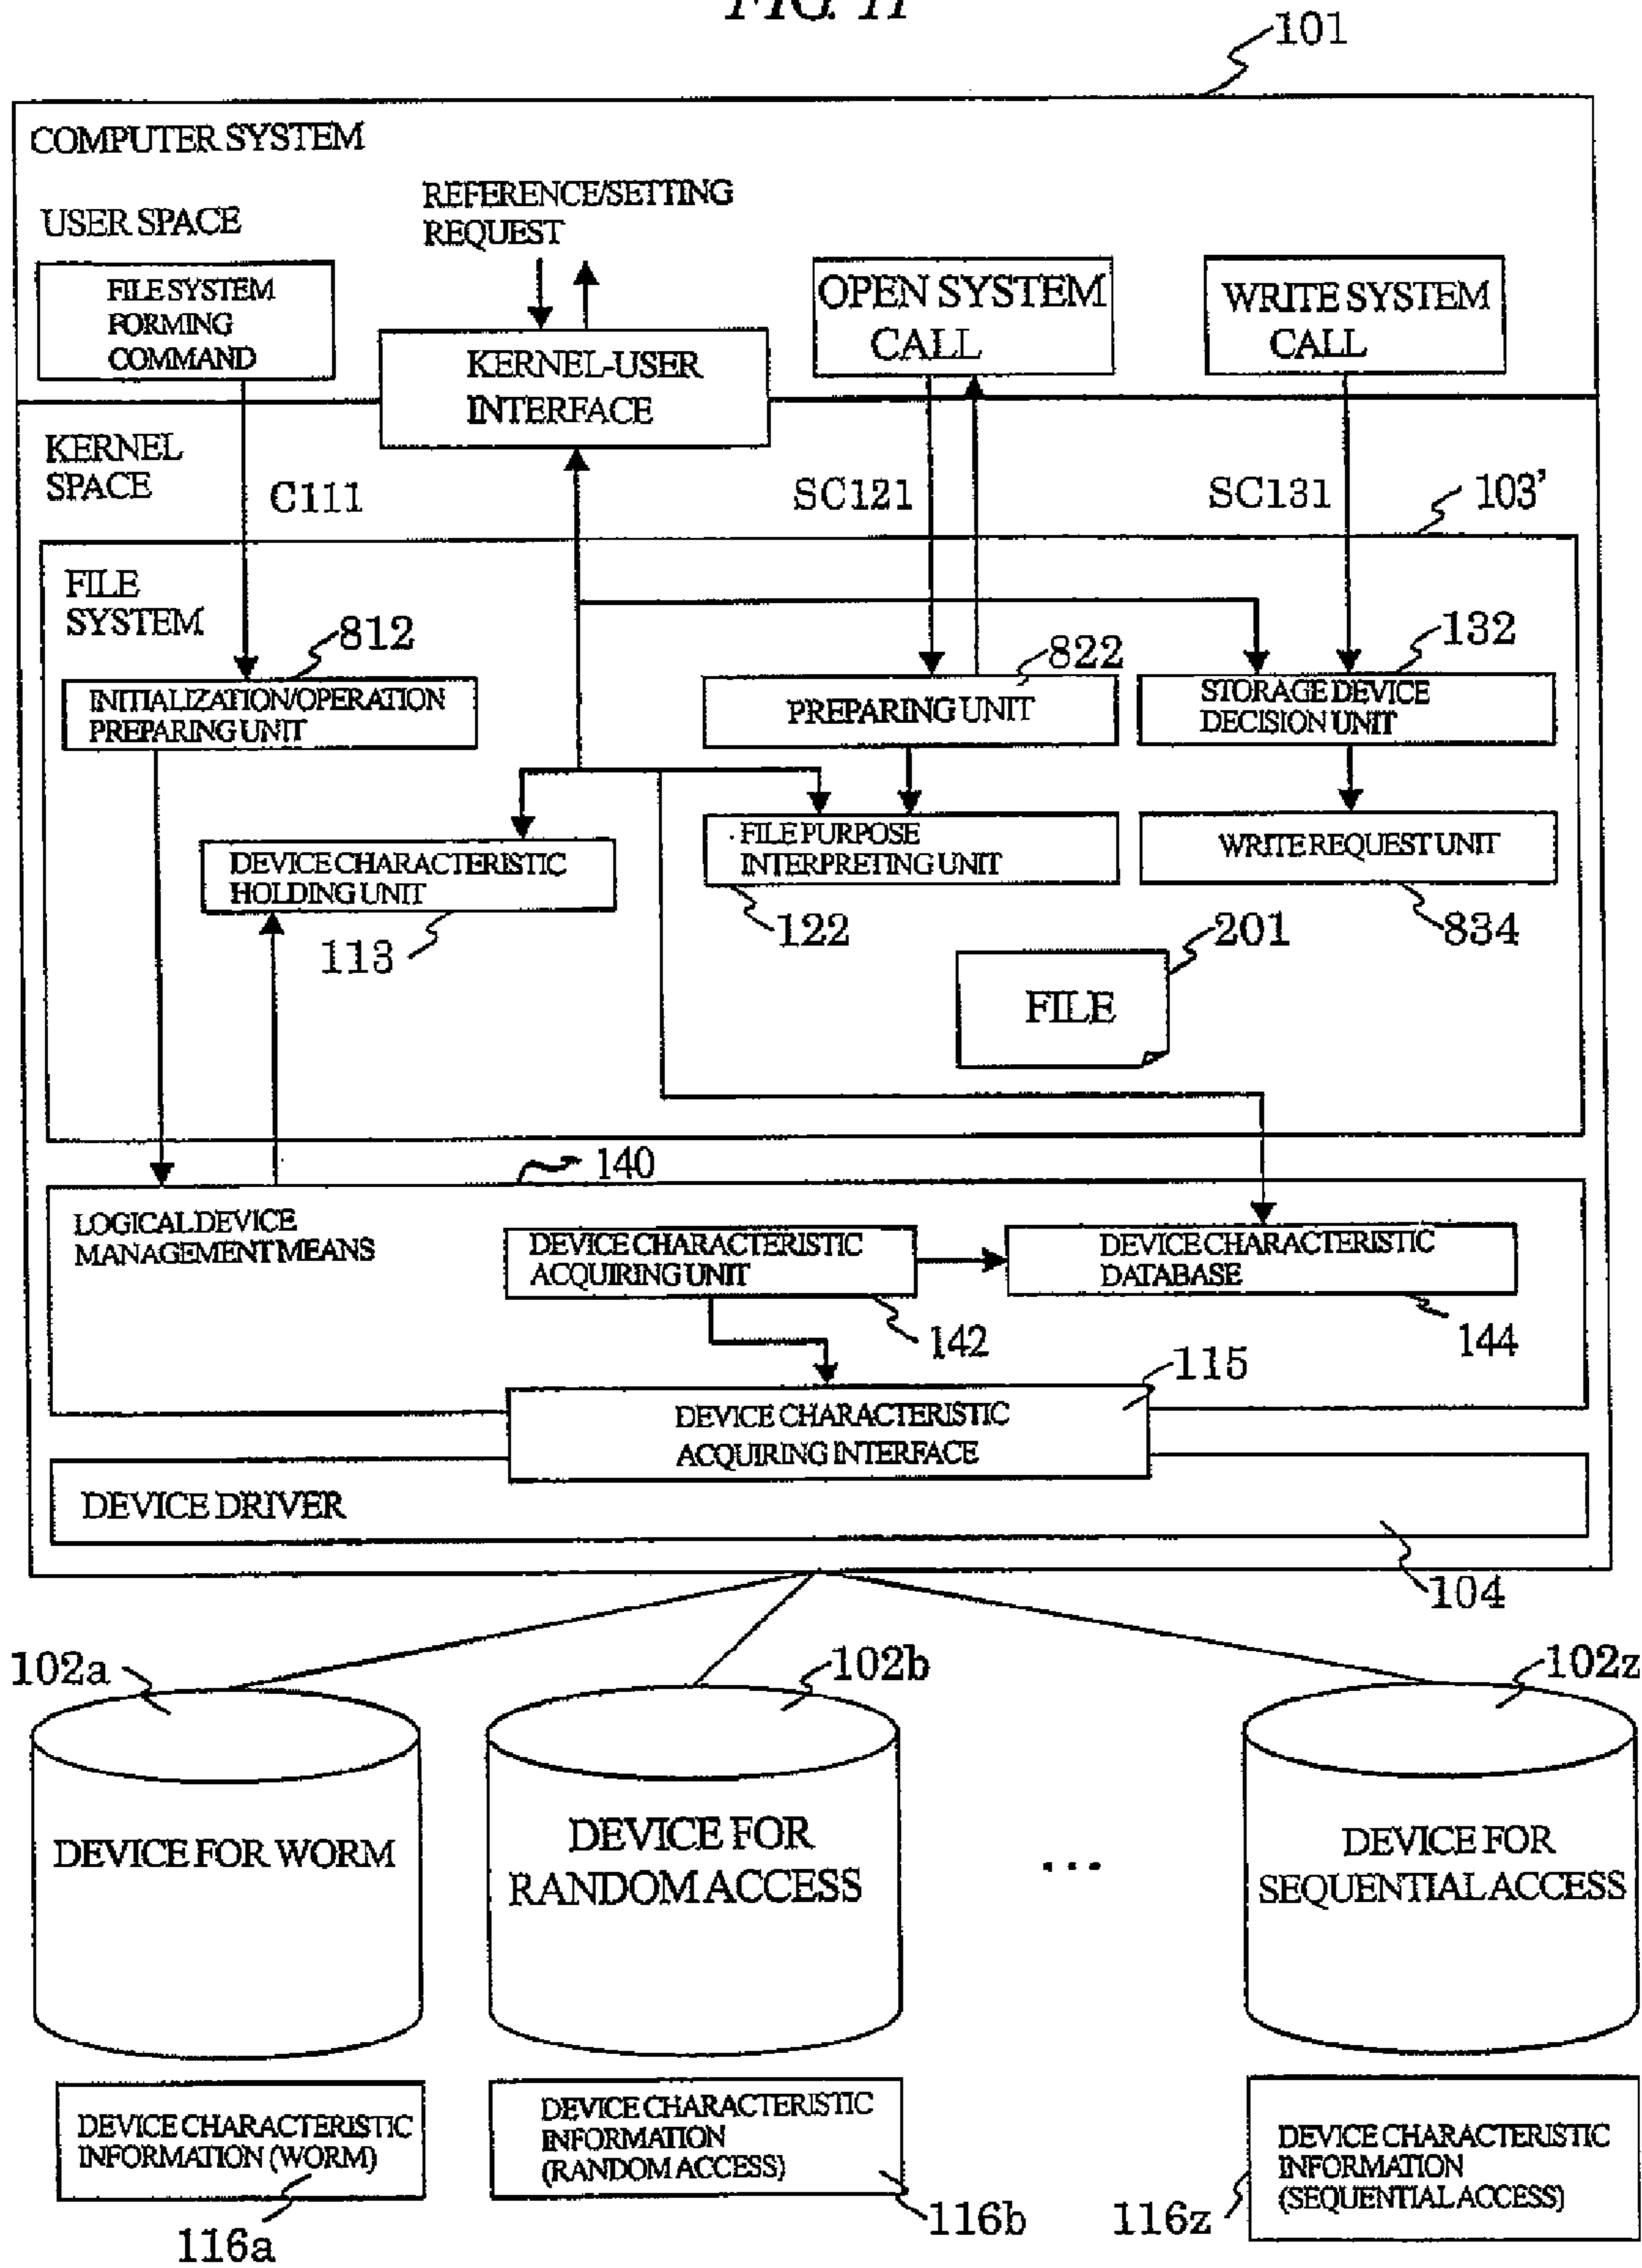 FIG. 11
101
COMPUTER SYSTEM
USER SPACE
REFERENCE/SETTING
REQUEST
FILE SYSTEM
FORMING
COMMAND
KERNEL-USER
INTERFACE
OPEN SYSTEM
CALL
WRITE SYSTEM
CALL
KERNEL
SPACE
C111
SC121
SC131
103'
FILE
SYSTEM
812
822
132
INITIALIZATION/OPERATION
PREPARING UNIT
PREPARING UNIT
STORAGE DEVICE
DECISION UNIT
DEVICE CHARACTERISTIC
HOLDING UNIT
FILE PURPOSE
INTERPRETING UNIT
WRITE REQUEST UNIT
113
122
834
201
FILE
140
LOGICAL DEVICE
MANAGEMENT MEANS
DEVICE CHARACTERISTIC
ACQUIRING UNIT
DEVICE CHARACTERISTIC
DATABASE
142
144
115
DEVICE CHARACTERISTIC
ACQUIRING INTERFACE
DEVICE DRIVER
104
102a
102b
102z
DEVICE FOR WORM
DEVICE FOR
RANDOM ACCESS
...
DEVICE FOR
SEQUENTIAL ACCESS
DEVICE CHARACTERISTIC
INFORMATION (WORM)
DEVICE CHARACTERISTIC
INFORMATION
(RANDOM ACCESS)
DEVICE CHARACTERISTIC
INFORMATION
(SEQUENTIAL ACCESS)
116a
116b
116z